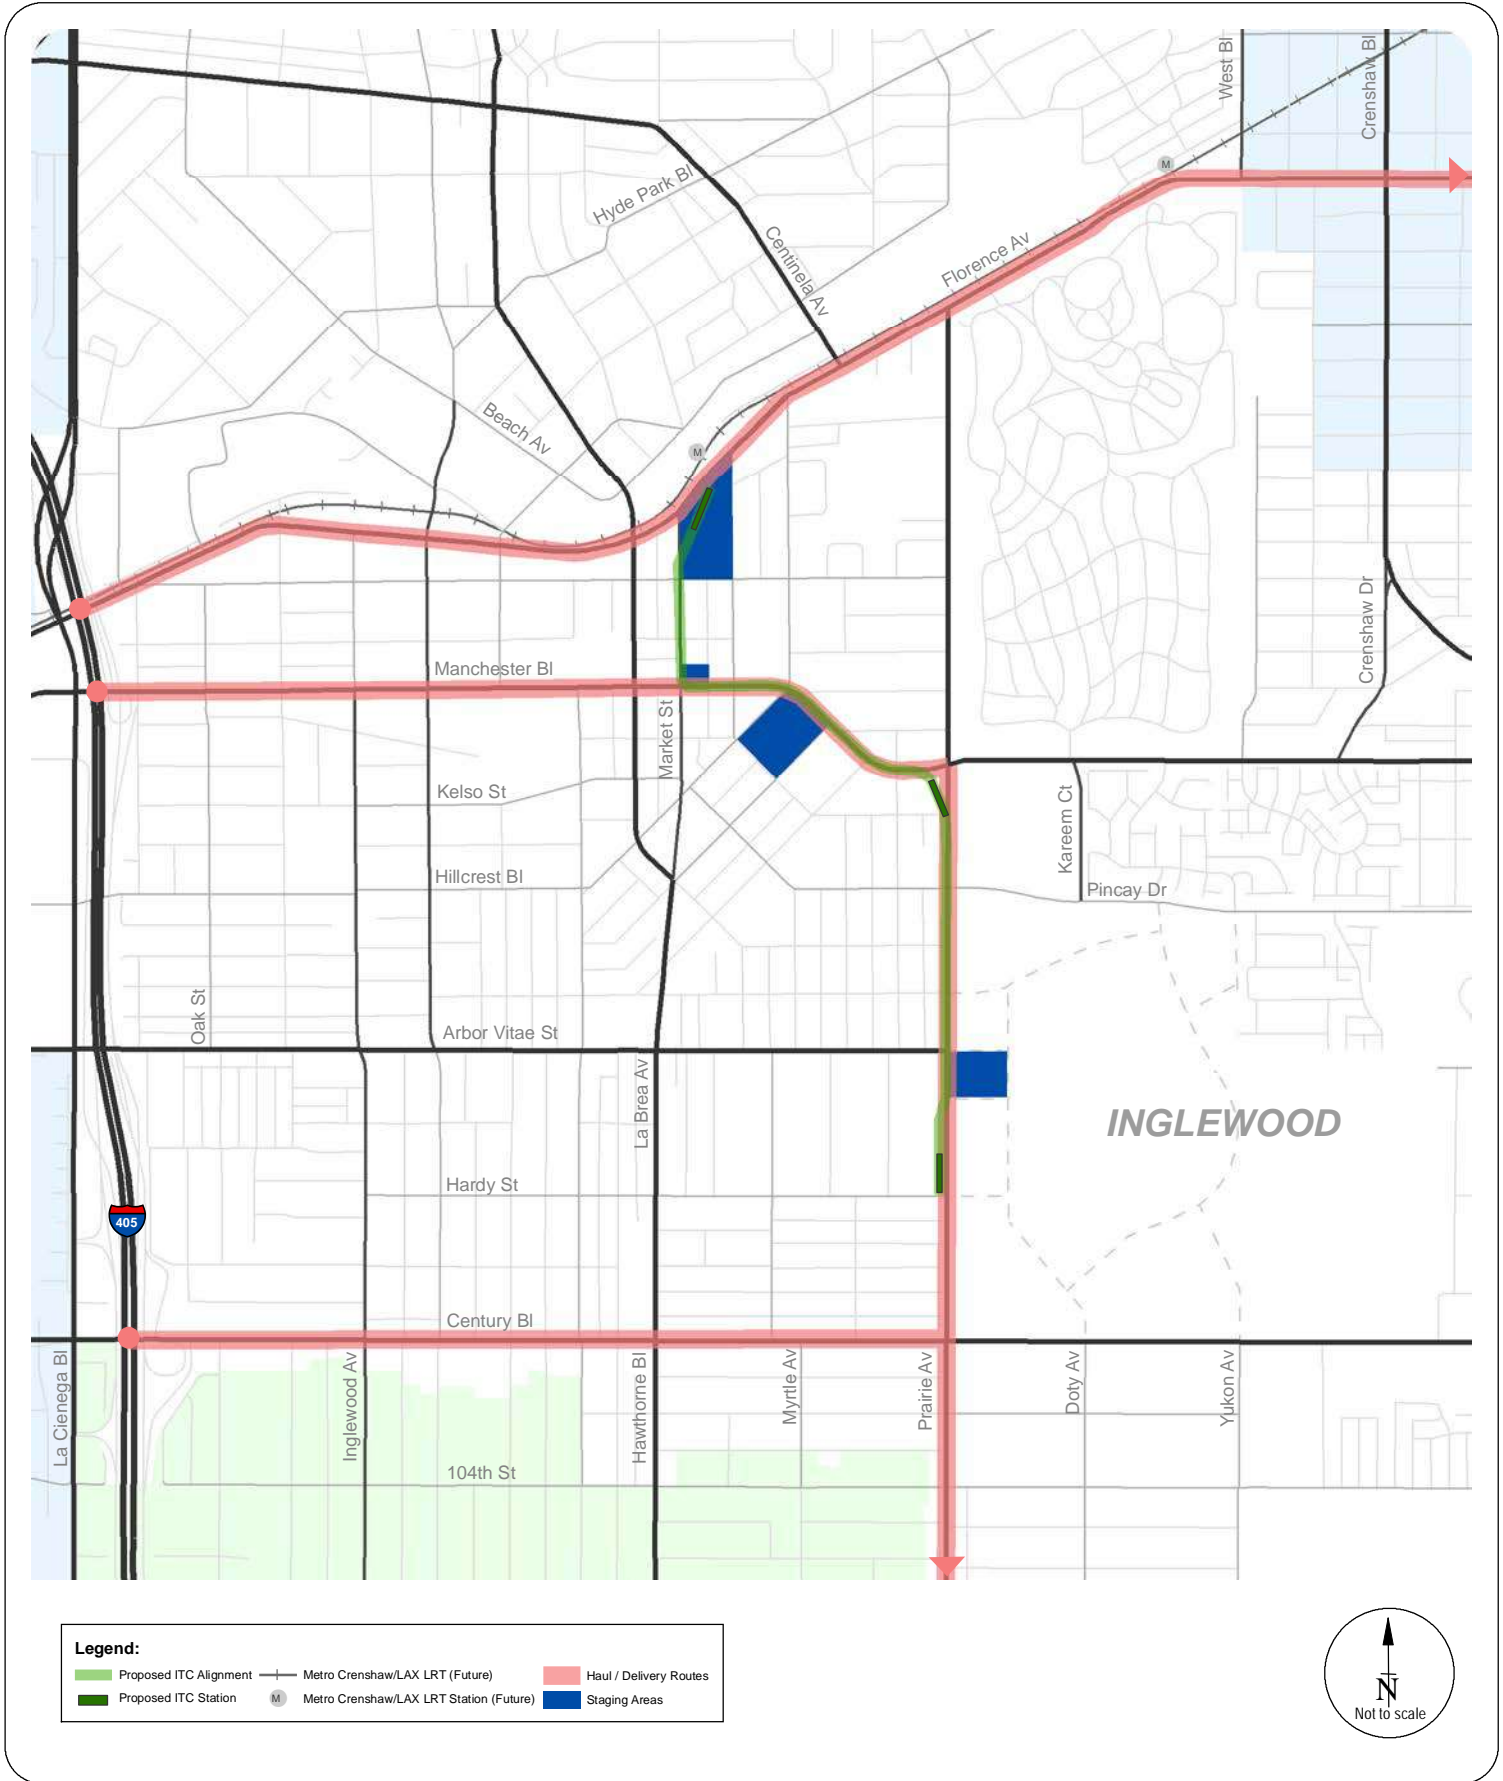 West Bl
Crenshaw Bl
M
Hyde Park Bl
Centinela Av
Florence Av
Beach Av
M
Crenshaw Dr
Manchester Bl
Market St
Kelso St
Kareem Ct
Hillcrest Bl
Pincay Dr
Oak St
Arbor Vitae St
La Brea Av
INGLEWOOD
Hardy St
405
Century Bl
La Cienega Bl
Inglewood Av
Hawthorne Bl
Myrtle Av
Prairie Av
Doty Av
Yukon Av
104th St
Legend:
Proposed ITC Alignment
Metro Crenshaw/LAX LRT (Future)
Haul / Delivery Routes
Proposed ITC Station
M
Metro Crenshaw/LAX LRT Station (Future)
Staging Areas
N
Not to scale